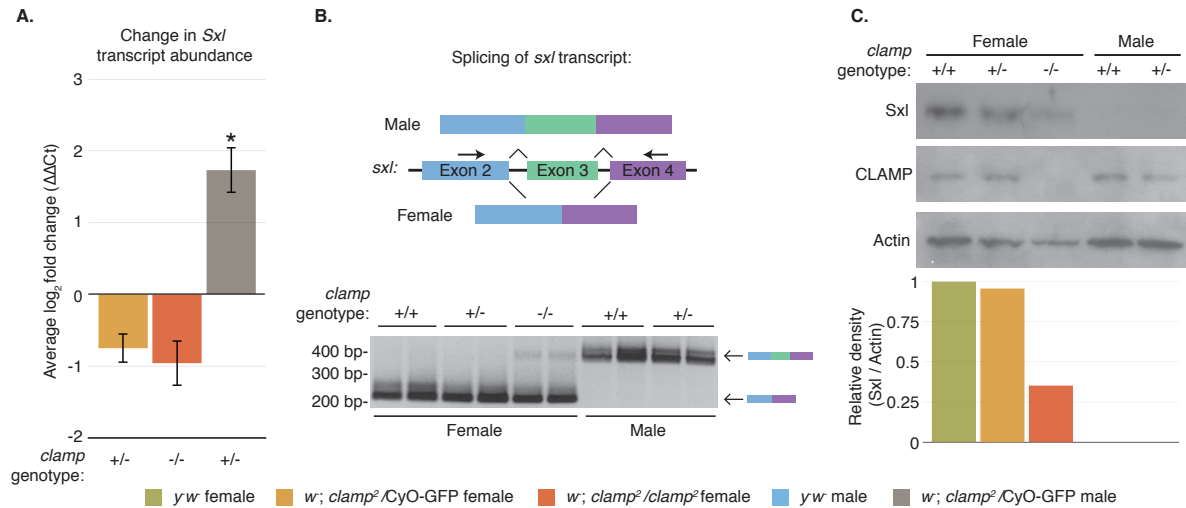 A.
Change in Sxl
transcript abundance
Average log2 fold change (ΔΔCt)
3
2
1
0
-1
-2
*
clamp
genotype:
+/- -/- +/-
B.
Splicing of sxl transcript:
Male
sxl:
Exon 2 Exon 3 Exon 4
Female
clamp
genotype:
+/+ +/- -/- +/+ +/-
400 bp-
300 bp-
200 bp-
Female Male
C.
Female Male
clamp
genotype:
+/+ +/- -/- +/+ +/-
Sxl
CLAMP
Actin
Relative density
(Sxl / Actin)
1
0.75
0.5
0.25
0
y⁻w⁻ female
w⁻; clamp²/CyO-GFP female
w⁻; clamp²/clamp² female
y⁻w⁻ male
w⁻; clamp²/CyO-GFP male